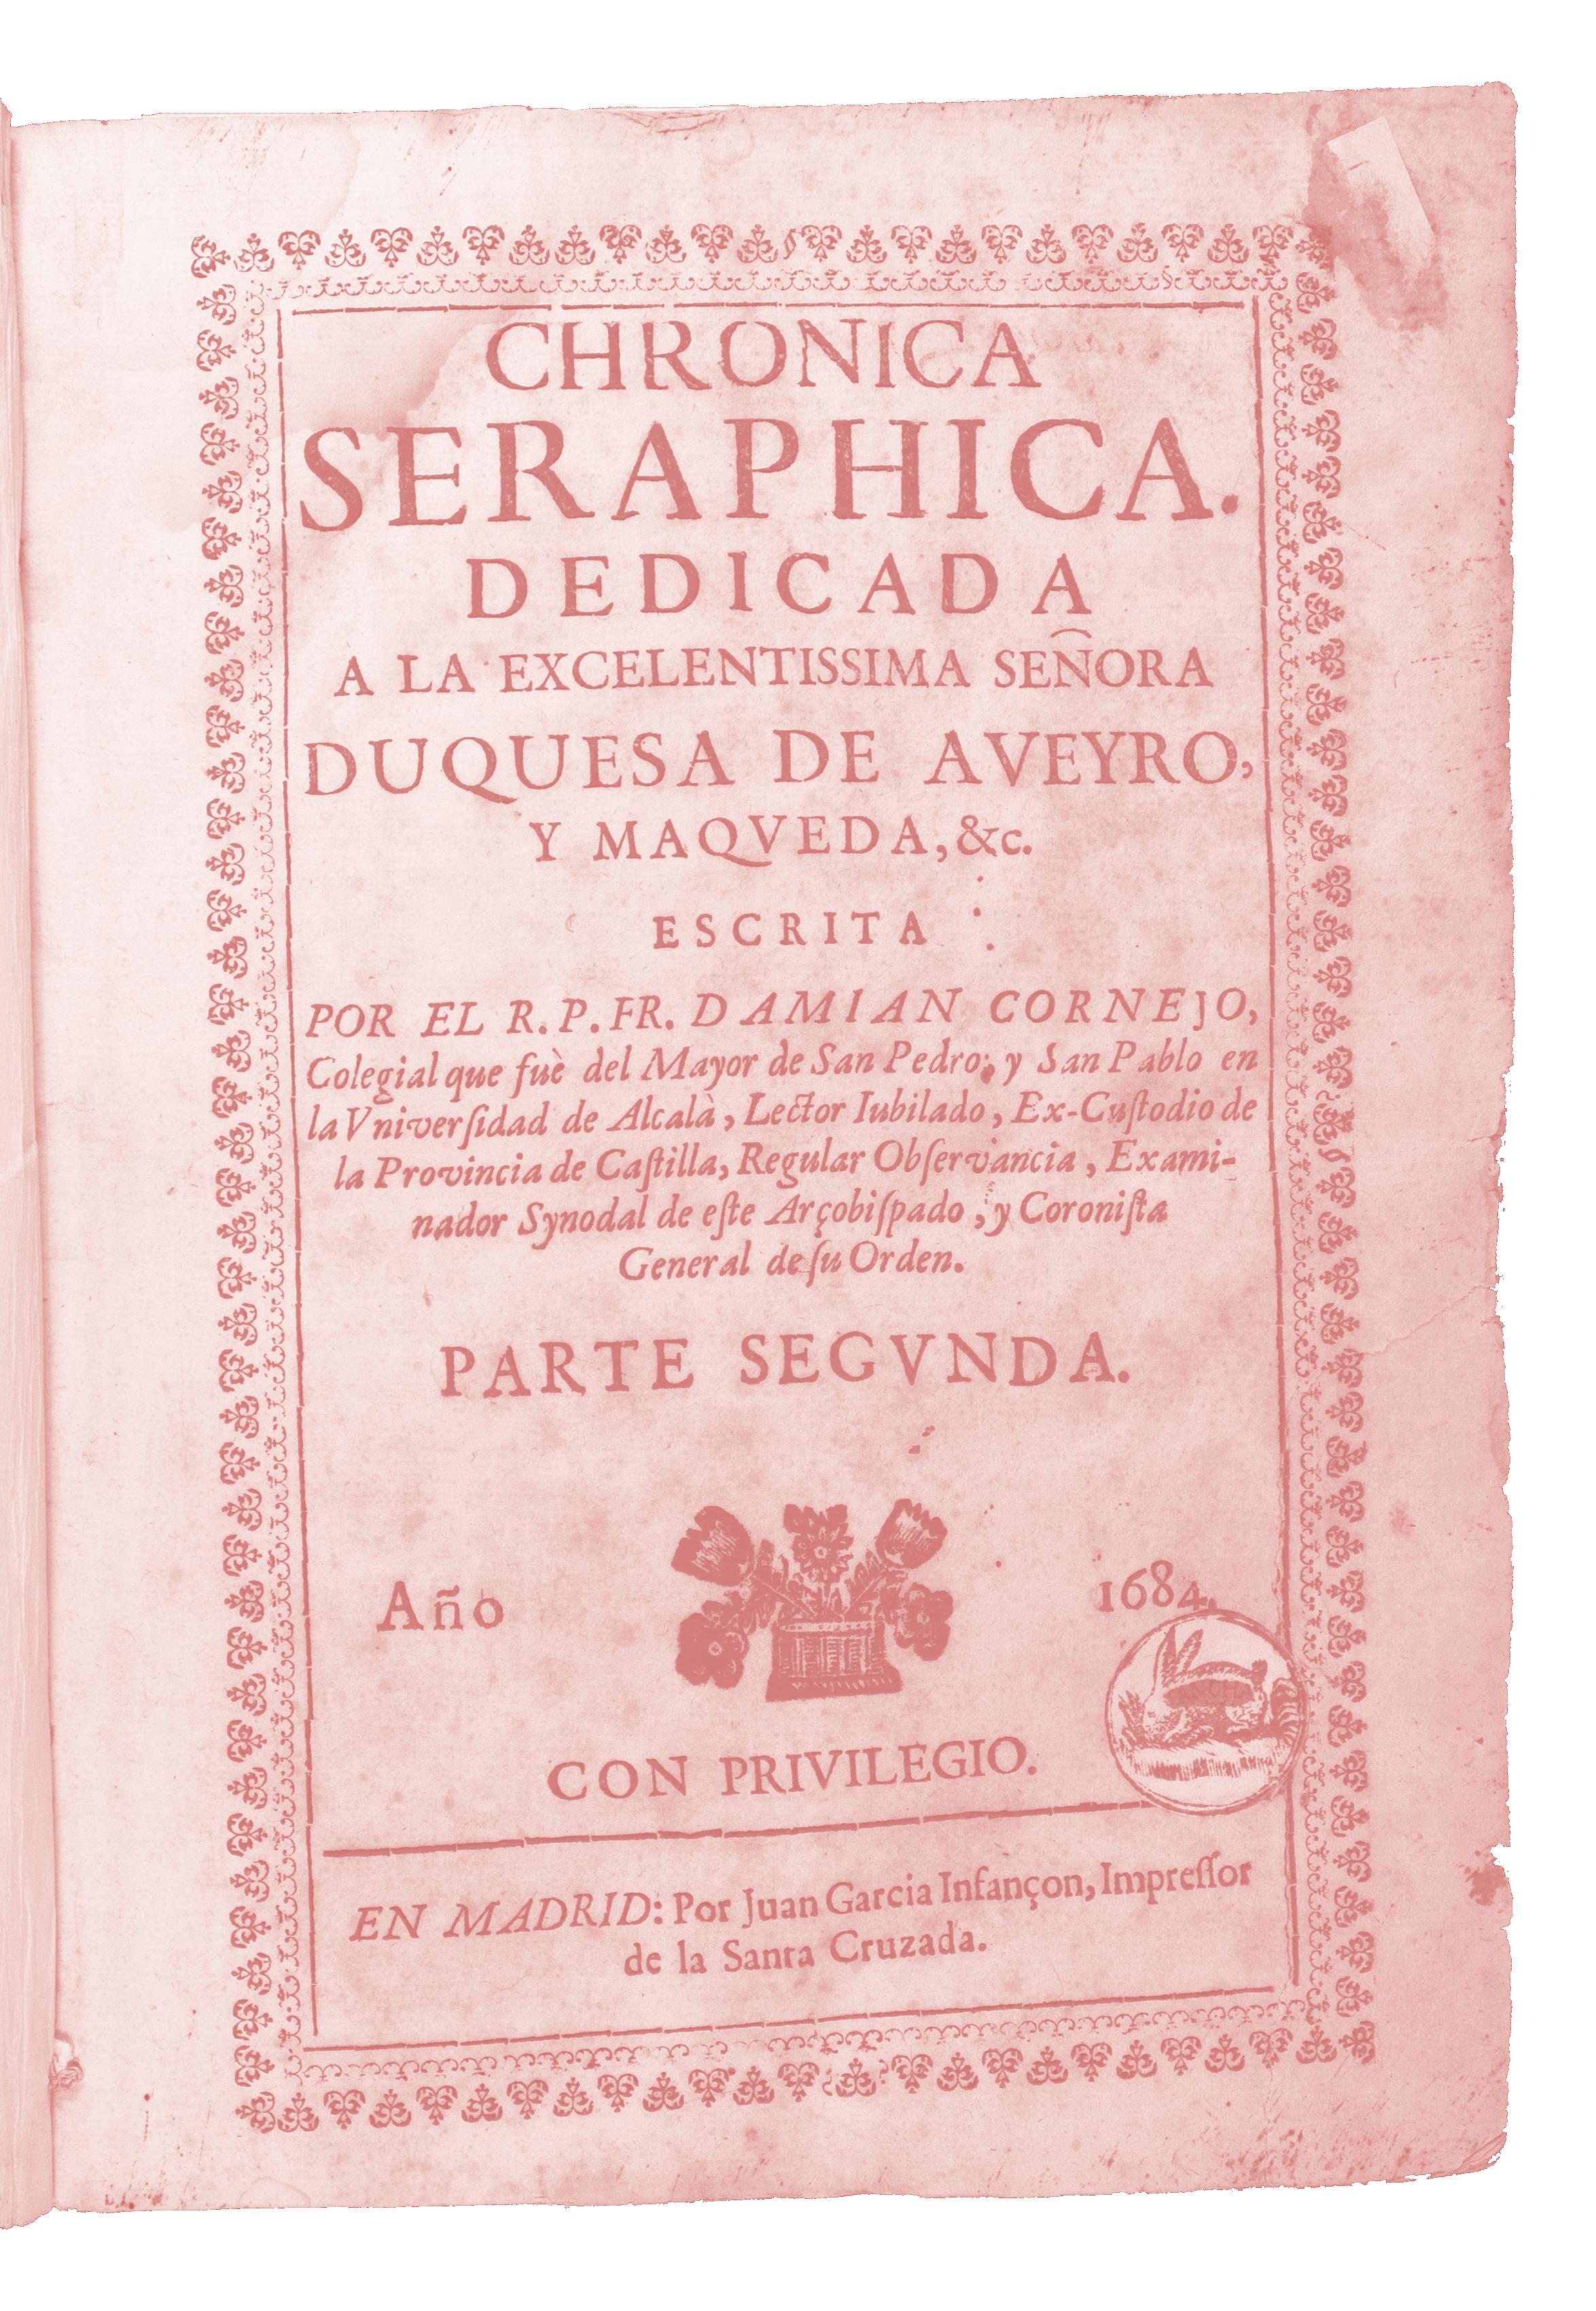 CHRONICA
SERAPHICA.
DEDICADA
A LA EXCELENTISSIMA SEÑORA
DUQUESA DE AVEYRO,
Y MAQVEDA, &c.
ESCRITA
POR EL R. P. FR. DAMIAN CORNEJO,
Colegial que fuè del Mayor de San Pedro, y San Pablo en
la Vniverſidad de Alcalà, Lector Iubilado, Ex-Cuſtodio de
la Provincia de Caſtilla, Regular Obſervancia, Exami-
nador Synodal de eſte Arçobiſpado, y Coroniſta
General de ſu Orden.
PARTE SEGVNDA.
Año 1684.
CON PRIVILEGIO.
EN MADRID: Por Juan Garcia Infançon, Impreſſor
de la Santa Cruzada.